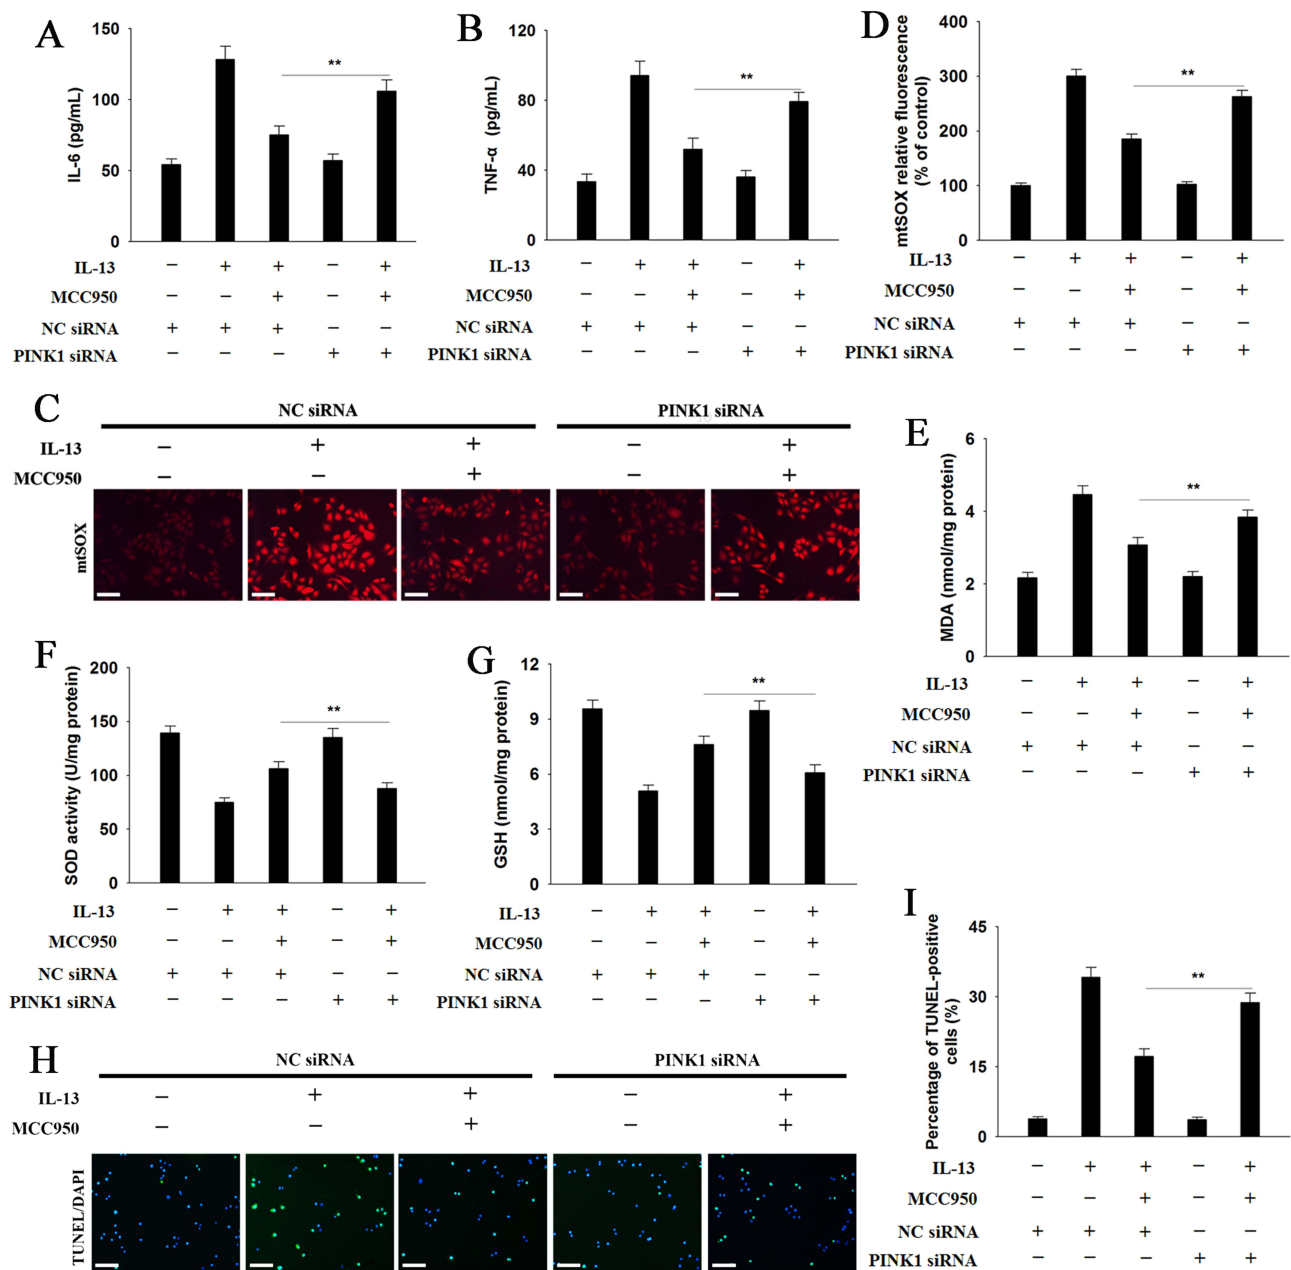 A
IL-6 (pg/mL)
150
100
50
0
**
IL-13 − + + − +
MCC950 − − + − +
NC siRNA + + + − −
PINK1 siRNA − − − + +
B
TNF-α (pg/mL)
120
80
40
0
**
IL-13 − + + − +
MCC950 − − + − +
NC siRNA + + + − −
PINK1 siRNA − − − + +
D
mtSOX relative fluorescence
(% of control)
400
300
200
100
0
**
IL-13 − + + − +
MCC950 − − + − +
NC siRNA + + + − −
PINK1 siRNA − − − + +
C
NC siRNA PINK1 siRNA
IL-13 − + + − +
MCC950 − − + − +
mtSOX
E
MDA (nmol/mg protein)
6
4
2
0
**
IL-13 − + + − +
MCC950 − − + − +
NC siRNA + + + − −
PINK1 siRNA − − − + +
F
SOD activity (U/mg protein)
200
150
100
50
0
**
IL-13 − + + − +
MCC950 − − + − +
NC siRNA + + + − −
PINK1 siRNA − − − + +
G
GSH (nmol/mg protein)
12
9
6
3
0
**
IL-13 − + + − +
MCC950 − − + − +
NC siRNA + + + − −
PINK1 siRNA − − − + +
H
NC siRNA PINK1 siRNA
IL-13 − + + − +
MCC950 − − + − +
TUNEL/DAPI
I
Percentage of TUNEL-positive
cells (%)
45
30
15
0
**
IL-13 − + + − +
MCC950 − − + − +
NC siRNA + + + − −
PINK1 siRNA − − − + +